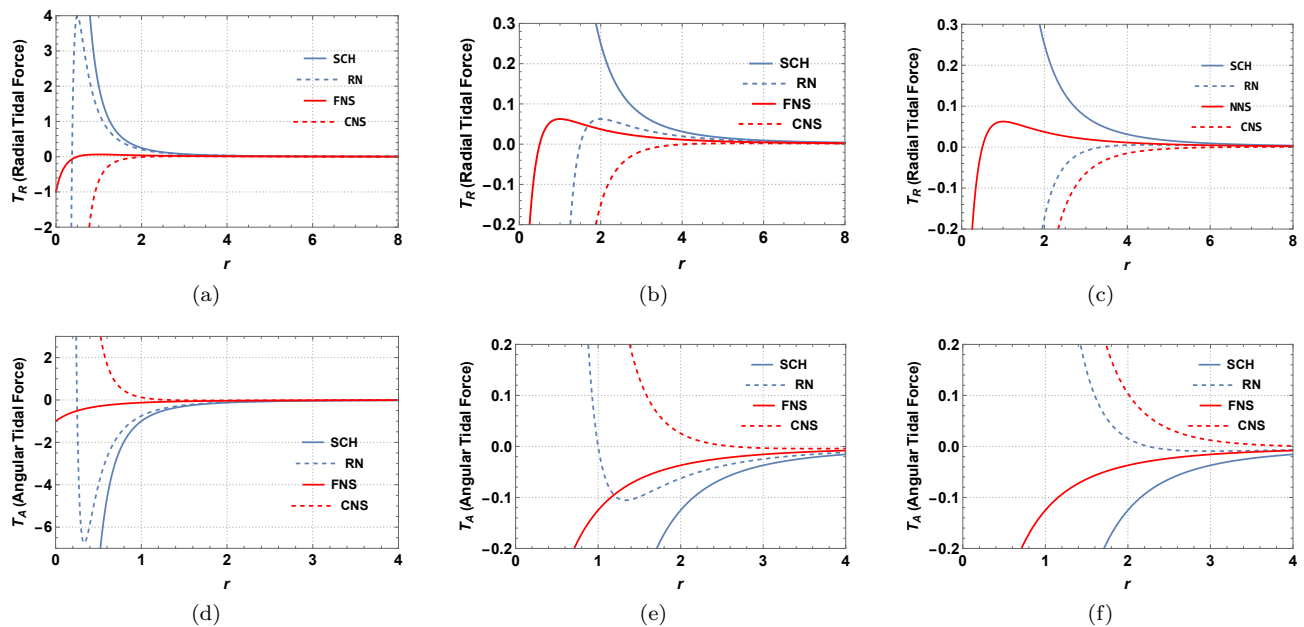 4
3
2
1
0
-1
-2
0
2
4
6
8
T_R (Radial Tidal Force)
r
SCH
RN
FNS
CNS
(a)
0.3
0.2
0.1
0.0
-0.1
-0.2
0
2
4
6
8
T_R (Radial Tidal Force)
r
SCH
RN
FNS
CNS
(b)
0.3
0.2
0.1
0.0
-0.1
-0.2
0
2
4
6
8
T_R (Radial Tidal Force)
r
SCH
RN
NNS
CNS
(c)
2
0
-2
-4
-6
0
1
2
3
4
T_A (Angular Tidal Force)
r
SCH
RN
FNS
CNS
(d)
0.2
0.1
0.0
-0.1
-0.2
0
1
2
3
4
T_A (Angular Tidal Force)
r
SCH
RN
FNS
CNS
(e)
0.2
0.1
0.0
-0.1
-0.2
0
1
2
3
4
T_A (Angular Tidal Force)
r
SCH
RN
FNS
CNS
(f)